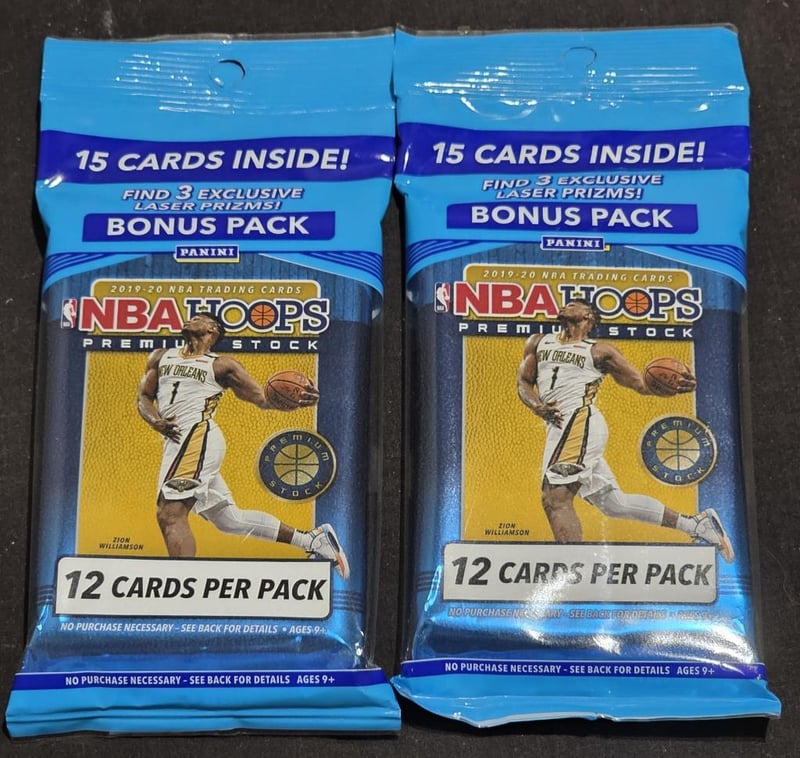 15 CARDS INSIDE!
FIND 3 EXCLUSIVE
LASER PRIZMS!
BONUS PACK
PANINI
2019-20 NBA TRADING CARDS
NBA HOOPS
PREMIUM STOCK
NEW ORLEANS
1
PREMIUM
STOCK
ZION
WILLIAMSON
12 CARDS PER PACK
NO PURCHASE NECESSARY – SEE BACK FOR DETAILS • AGES 9+
NO PURCHASE NECESSARY – SEE BACK FOR DETAILS AGES 9+
15 CARDS INSIDE!
FIND 3 EXCLUSIVE
LASER PRIZMS!
BONUS PACK
PANINI
2019-20 NBA TRADING CARDS
NBA HOOPS
PREMIUM STOCK
NEW ORLEANS
1
PREMIUM
STOCK
ZION
WILLIAMSON
12 CARDS PER PACK
NO PURCHASE NECESSARY – SEE BACK FOR DETAILS • AGES 9+
NO PURCHASE NECESSARY – SEE BACK FOR DETAILS AGES 9+